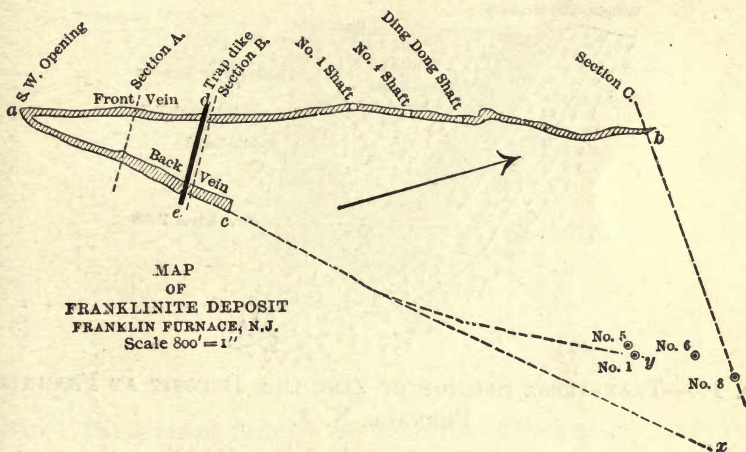 S. W. Opening
Section A.
Trap dike
Section B.
No. 1 Shaft
No. 4 Shaft
Ding Dong Shaft
Section C.
a
Front Vein
d
b
Back Vein
e
c
MAP
OF
FRANKLINITE DEPOSIT
FRANKLIN FURNACE, N.J.
Scale 800'=1"
No. 5
No. 1
y
No. 6
No. 8
x